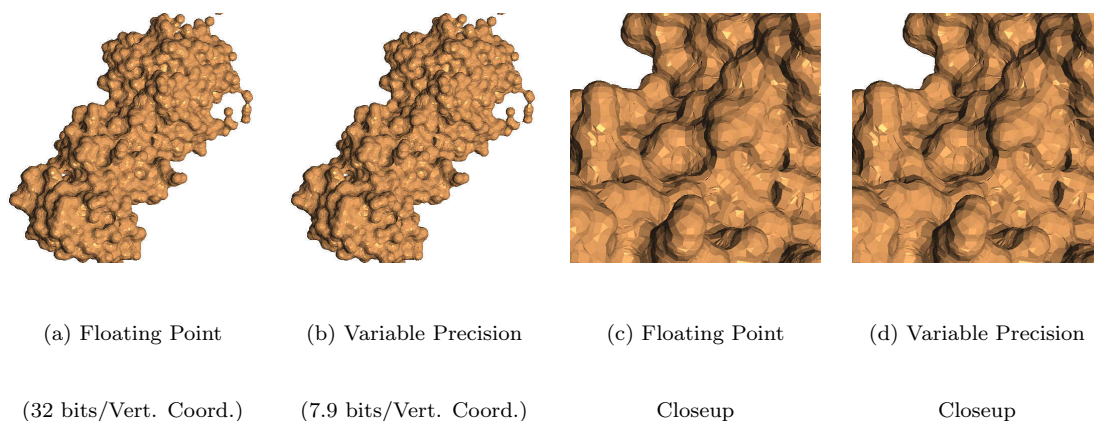 (a) Floating Point
(b) Variable Precision
(c) Floating Point
(d) Variable Precision
(32 bits/Vert. Coord.)
(7.9 bits/Vert. Coord.)
Closeup
Closeup